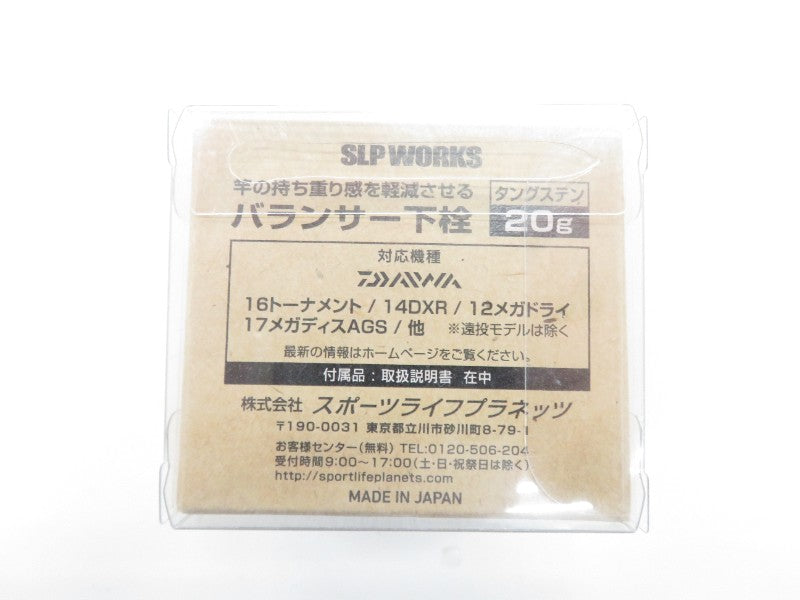 SLP WORKS
竿の持ち重り感を軽減させる
バランサー下栓
タングステン
20g
対応機種
DAIWA
16トーナメント / 14DXR / 12メガドライ
17メガディスAGS / 他 ※遠投モデルは除く
最新の情報はホームページをご覧ください。
付属品：取扱説明書 在中
株式会社 スポーツライフプラネッツ
〒190-0031 東京都立川市砂川町8-79-1
お客様センター(無料) TEL:0120-506-204
受付時間9:00～17:00(土・日・祝祭日は除く)
http://sportlifeplanets.com
MADE IN JAPAN